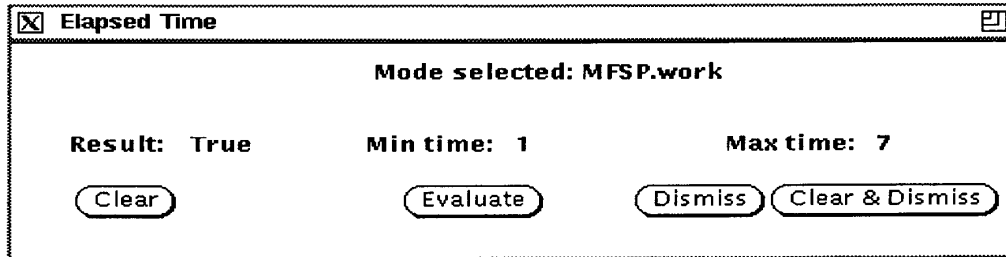 Elapsed Time
Mode selected: MFSP.work
Result: True Min time: 1 Max time: 7
Clear Evaluate Dismiss Clear & Dismiss